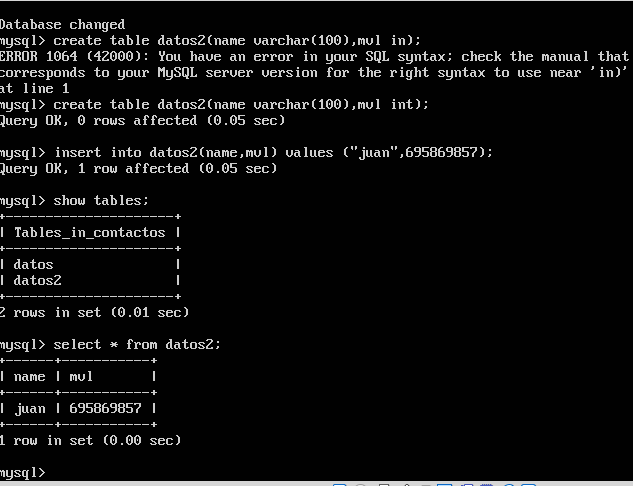 Database changed
mysql> create table datos2(name varchar(100),mvl in);
ERROR 1064 (42000): You have an error in your SQL syntax; check the manual that
corresponds to your MySQL server version for the right syntax to use near 'in)'
at line 1
mysql> create table datos2(name varchar(100),mvl int);
Query OK, 0 rows affected (0.05 sec)

mysql> insert into datos2(name,mvl) values ("juan",695869857);
Query OK, 1 row affected (0.05 sec)

mysql> show tables;
+---------------------+
| Tables_in_contactos |
+---------------------+
| datos               |
| datos2              |
+---------------------+
2 rows in set (0.01 sec)

mysql> select * from datos2;
+------+-----------+
| name | mvl       |
+------+-----------+
| juan | 695869857 |
+------+-----------+
1 row in set (0.00 sec)

mysql>